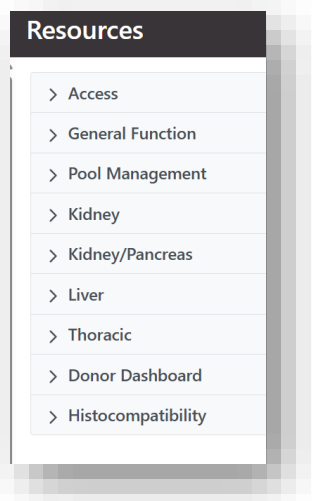 Resources
Access
General Function
Pool Management
Kidney
Kidney/Pancreas
Liver
Thoracic
Donor Dashboard
Histocompatibility